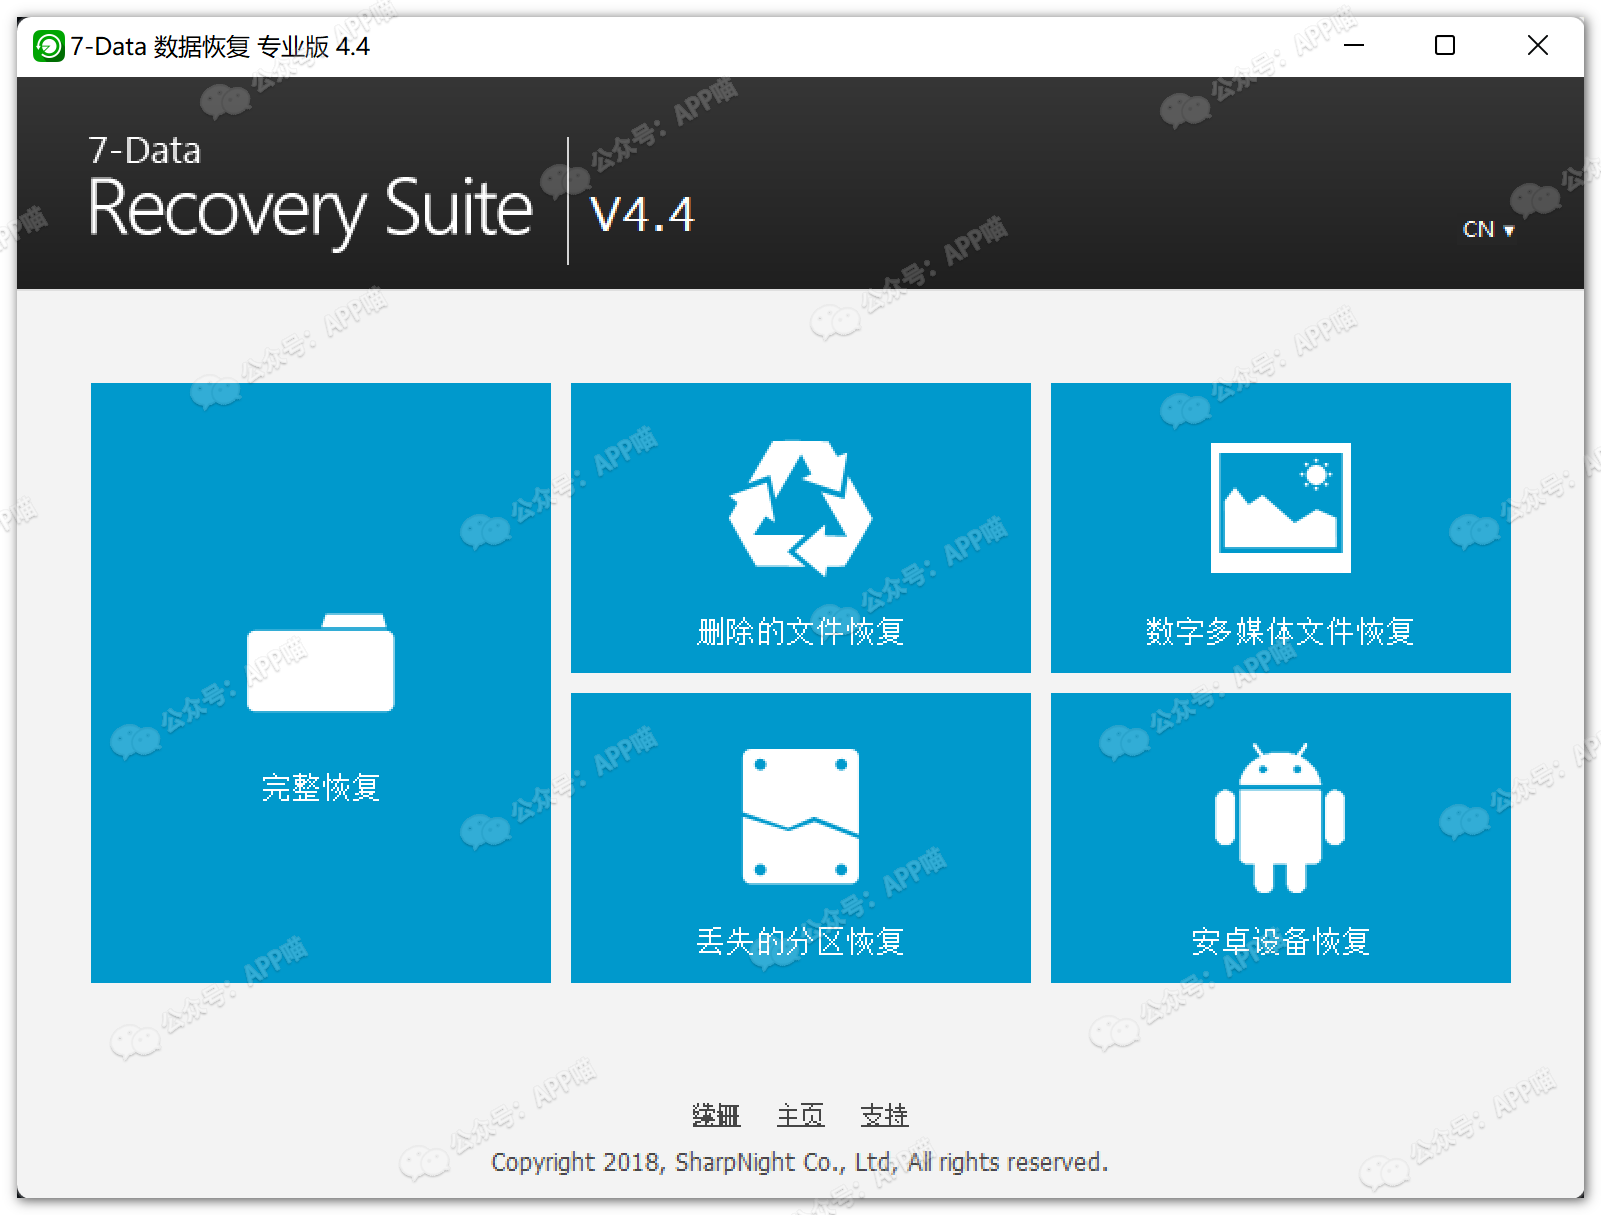 7-Data 数据恢复 专业版 4.4
7-Data
Recovery Suite
V4.4
CN ▼
完整恢复
删除的文件恢复
数字多媒体文件恢复
丢失的分区恢复
安卓设备恢复
主页 支持
Copyright 2018, SharpNight Co., Ltd, All rights reserved.
公众号：APP喵